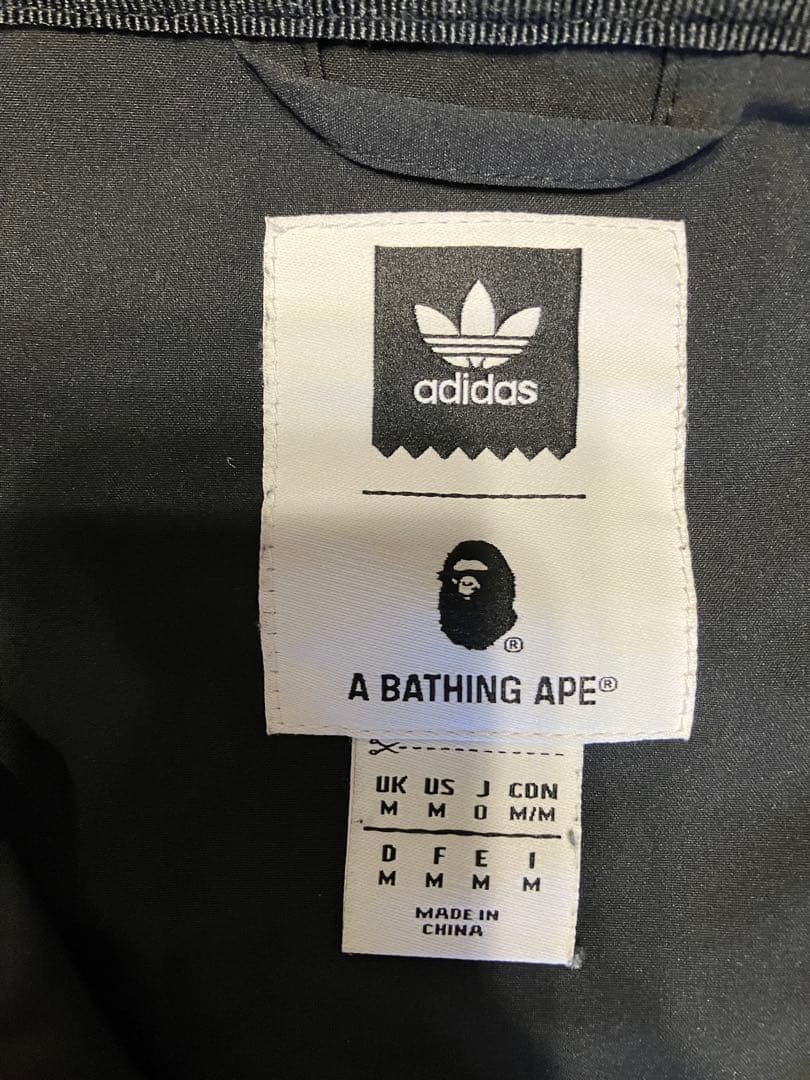 adidas
®
A BATHING APE®
UK US J CDN
M M O M/M
D F E I
M M M M
MADE IN
CHINA